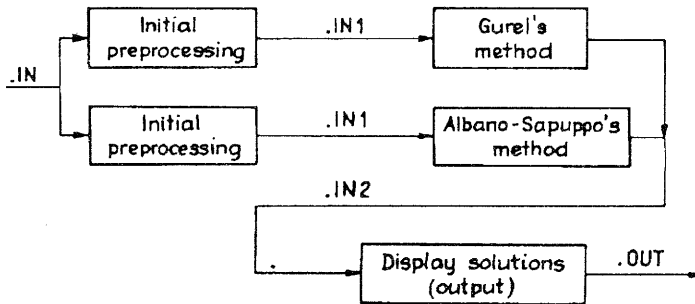 Initial
preprocessing
.IN1
Gurel's
method
.IN
Initial
preprocessing
.IN1
Albano-Sapuppo's
method
.IN2
Display solutions
(output)
.OUT